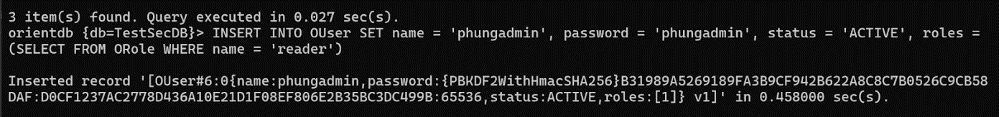 3 item(s) found. Query executed in 0.027 sec(s).
orientdb {db=TestSecDB}> INSERT INTO OUser SET name = 'phungadmin', password = 'phungadmin', status = 'ACTIVE', roles =
(SELECT FROM ORole WHERE name = 'reader')
Inserted record '[OUser#6:0{name:phungadmin,password:{PBKDF2WithHmacSHA256}B31989A5269189FA3B9CF942B622A8C8C7B0526C9CB58
DAF:D0CF1237AC2778D436A10E21D1F08EF806E2B35BC3DC499B:65536,status:ACTIVE,roles:[1]} v1]' in 0.458000 sec(s).